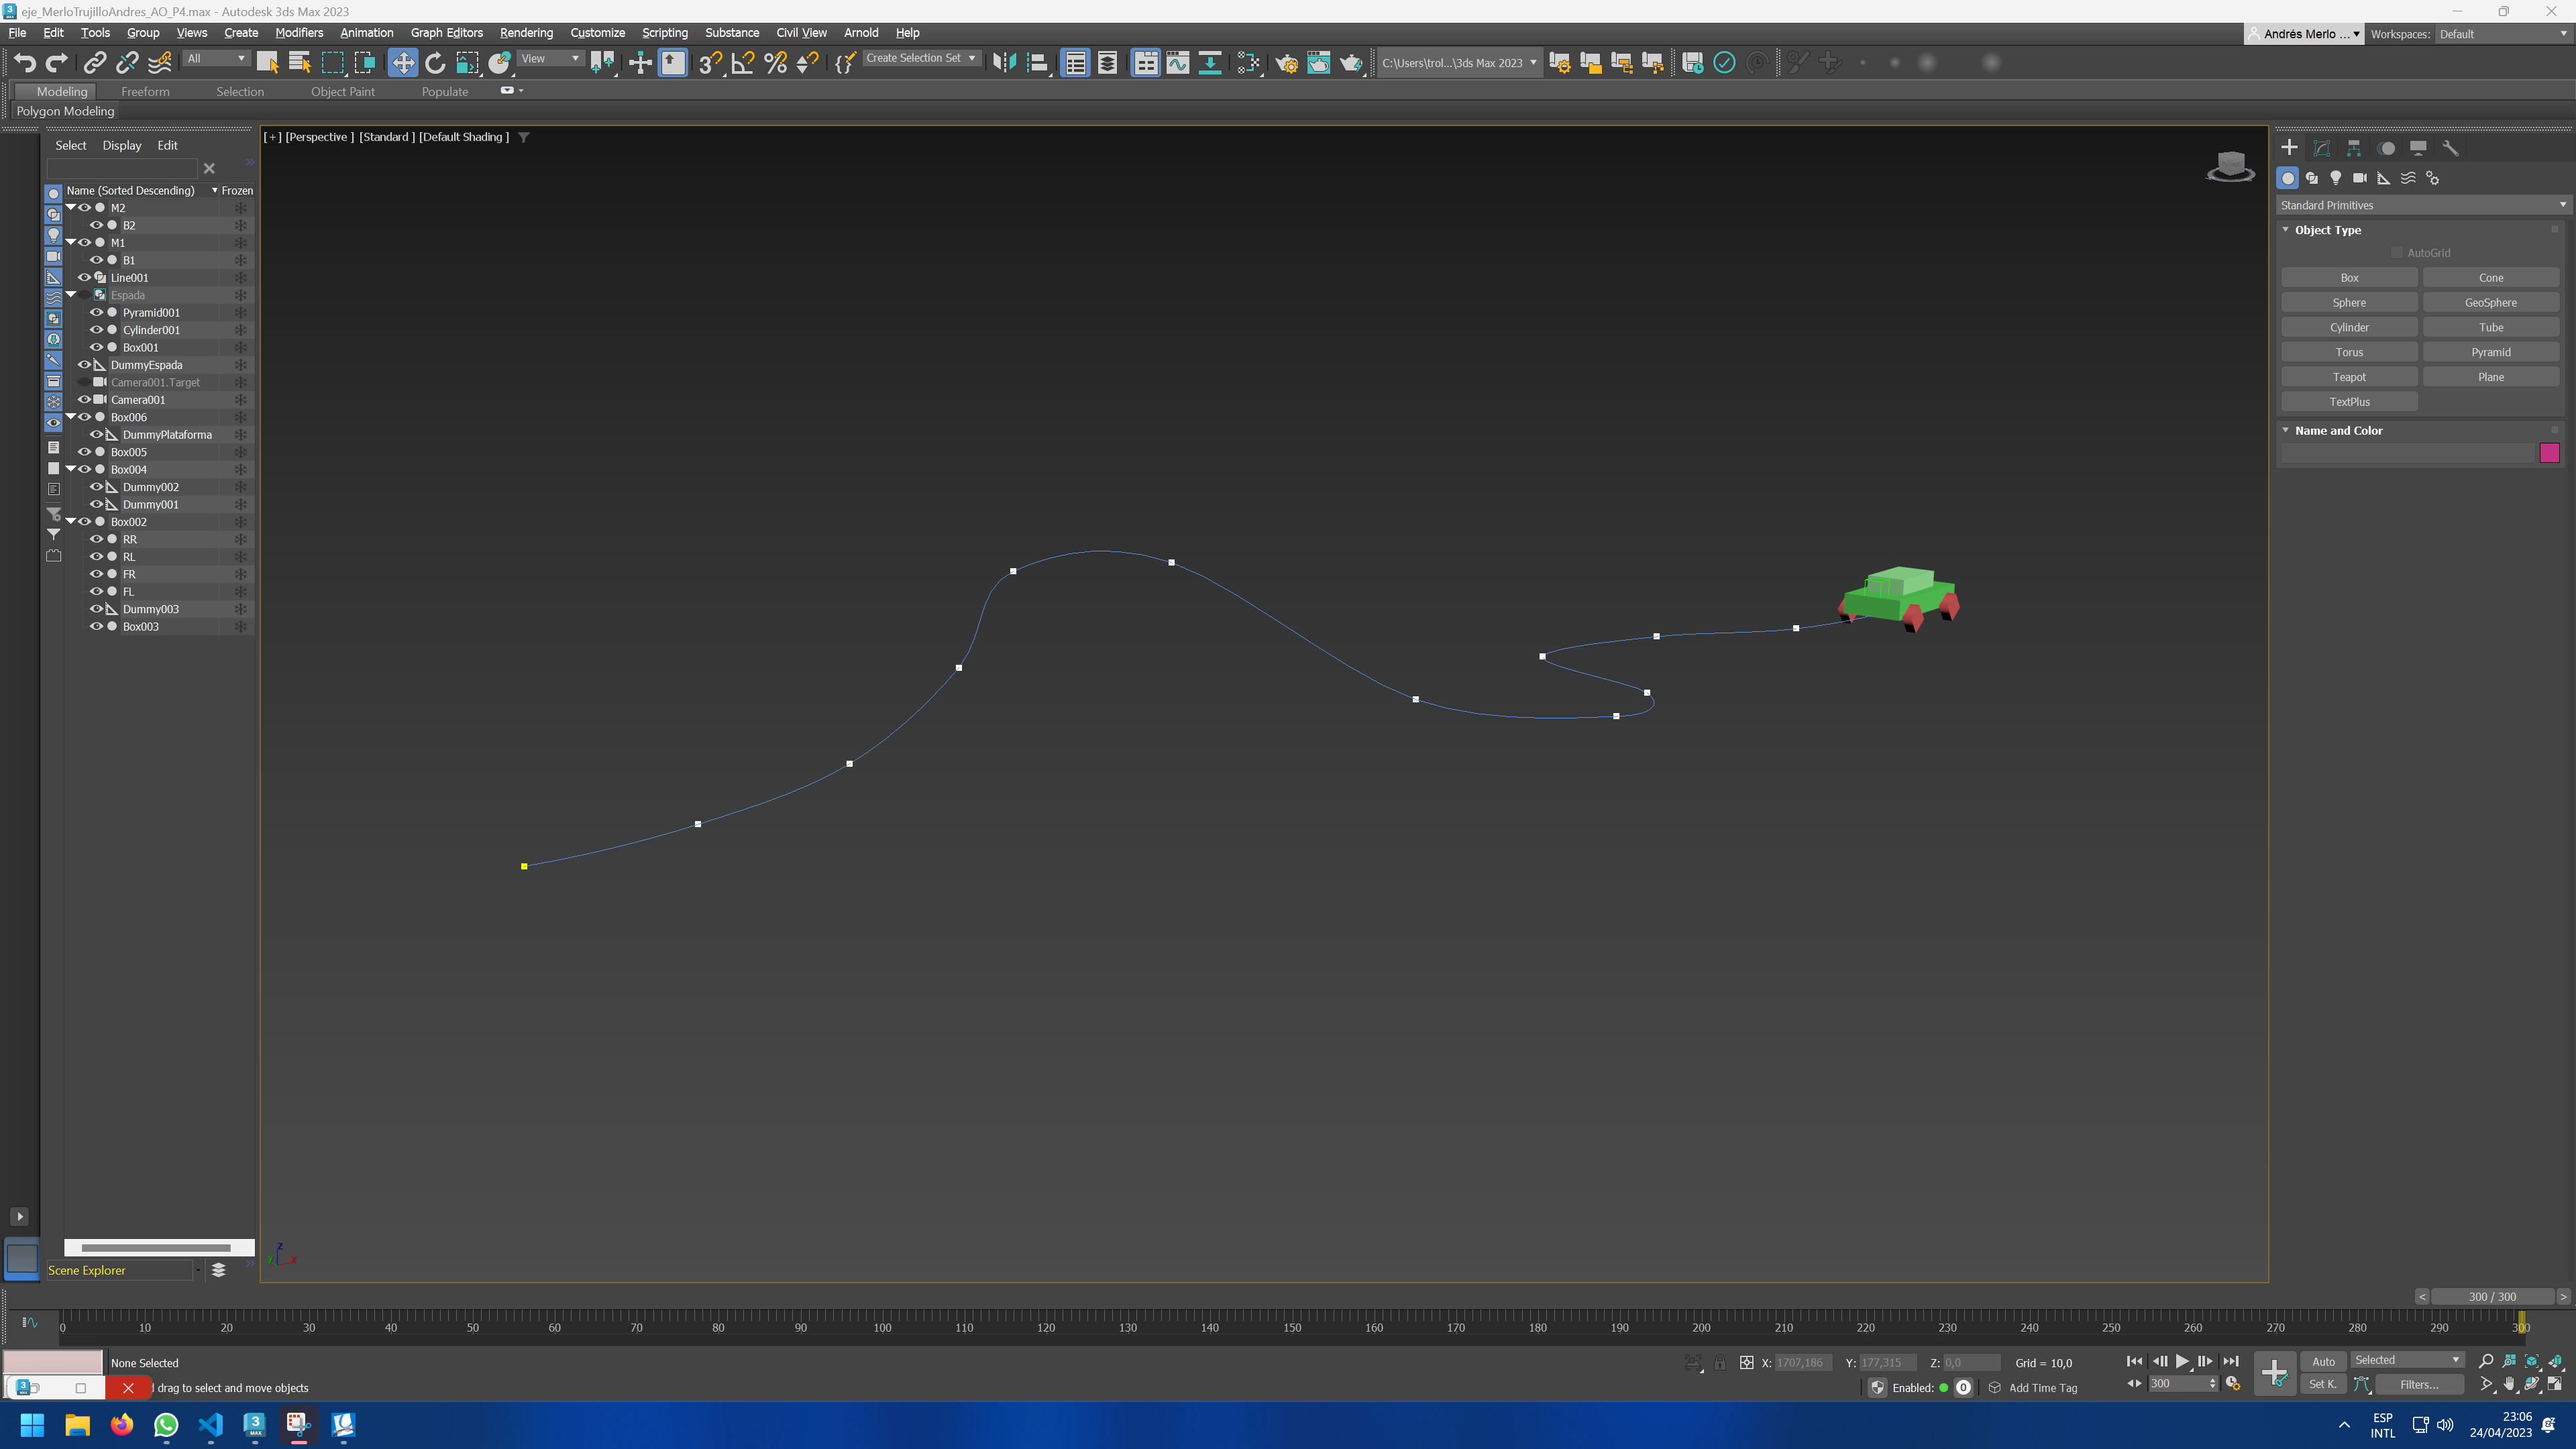 eje_MerloTrujilloAndres_AO_P4.max - Autodesk 3ds Max 2023
File Edit Tools Group Views Create Modifiers Animation Graph Editors Rendering Customize Scripting Substance Civil View Arnold Help
Andrés Merlo ... Workspaces: Default
All View Create Selection Set C:\Users\trol...\3ds Max 2023
Modeling Freeform Selection Object Paint Populate
Polygon Modeling
Select Display Edit
Name (Sorted Descending) Frozen
M2
B2
M1
B1
Line001
Espada
Pyramid001
Cylinder001
Box001
DummyEspada
Camera001.Target
Camera001
Box006
DummyPlataforma
Box005
Box004
Dummy002
Dummy001
Box002
RR
RL
FR
FL
Dummy003
Box003
Scene Explorer
[+] [Perspective ] [Standard ] [Default Shading ]
z
x
Standard Primitives
Object Type
AutoGrid
Box Cone
Sphere GeoSphere
Cylinder Tube
Torus Pyramid
Teapot Plane
TextPlus
Name and Color
< 300 / 300 >
0 10 20 30 40 50 60 70 80 90 100 110 120 130 140 150 160 170 180 190 200 210 220 230 240 250 260 270 280 290 300
None Selected
X: 1707,186 Y: 177,315 Z: 0,0 Grid = 10,0
Auto Selected
drag to select and move objects
Enabled: 0 Add Time Tag
300
Set K. Filters...
ESP
INTL
23:06
24/04/2023